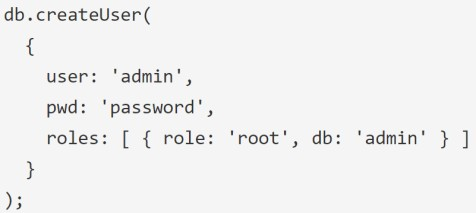 db.createUser(
  {
    user: 'admin',
    pwd: 'password',
    roles: [ { role: 'root', db: 'admin' } ]
  }
);